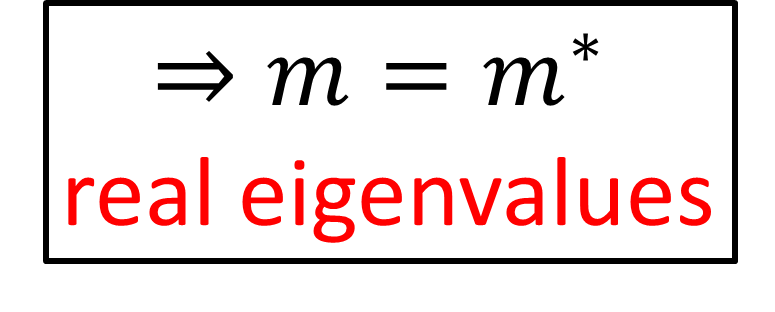 ⇒ 𝑚 = 𝑚*
real eigenvalues